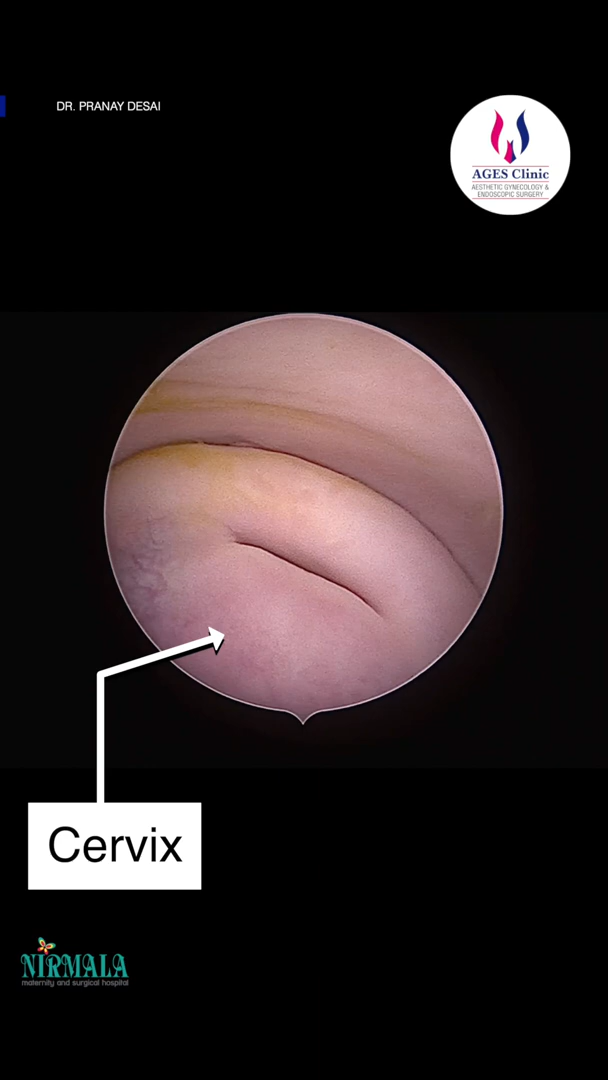 DR. PRANAY DESAI
AGES Clinic
AESTHETIC GYNECOLOGY &
ENDOSCOPIC SURGERY
Cervix
NIRMALA
maternity and surgical hospital